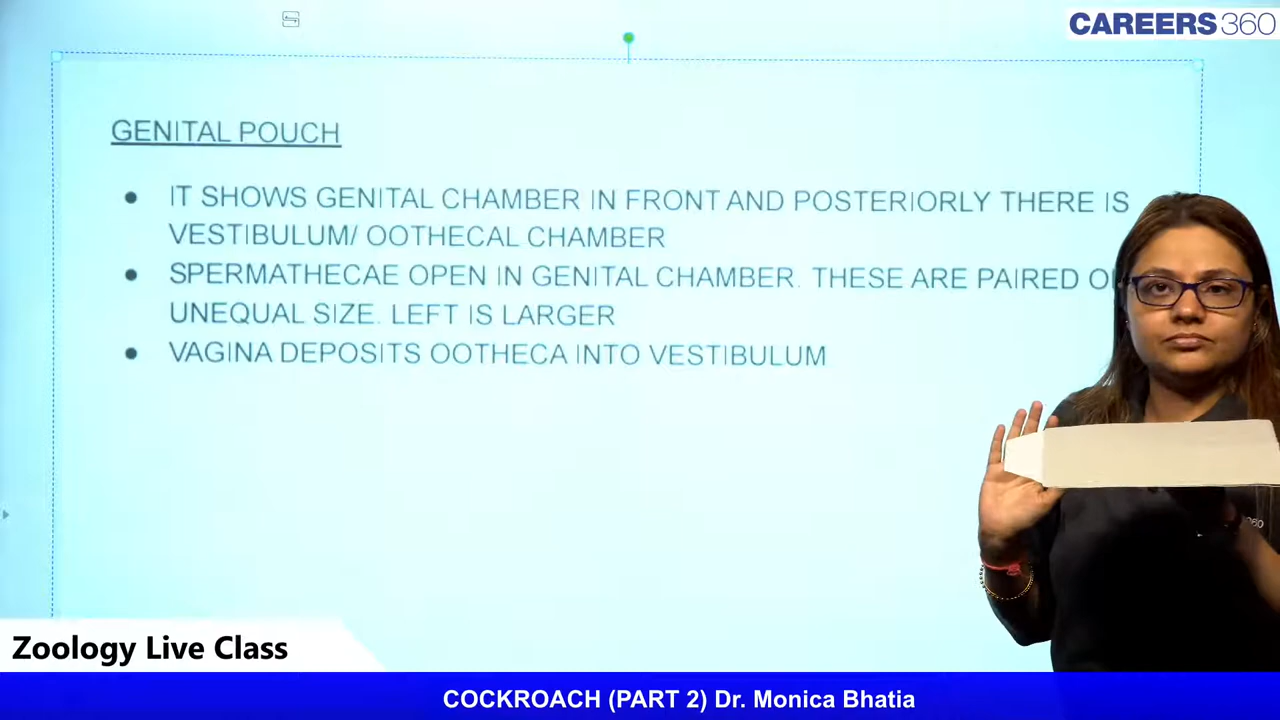 CAREERS360
GENITAL POUCH
● IT SHOWS GENITAL CHAMBER IN FRONT AND POSTERIORLY THERE IS
VESTIBULUM/ OOTHECAL CHAMBER
● SPERMATHECAE OPEN IN GENITAL CHAMBER. THESE ARE PAIRED
UNEQUAL SIZE. LEFT IS LARGER
● VAGINA DEPOSITS OOTHECA INTO VESTIBULUM
Zoology Live Class
COCKROACH (PART 2) Dr. Monica Bhatia